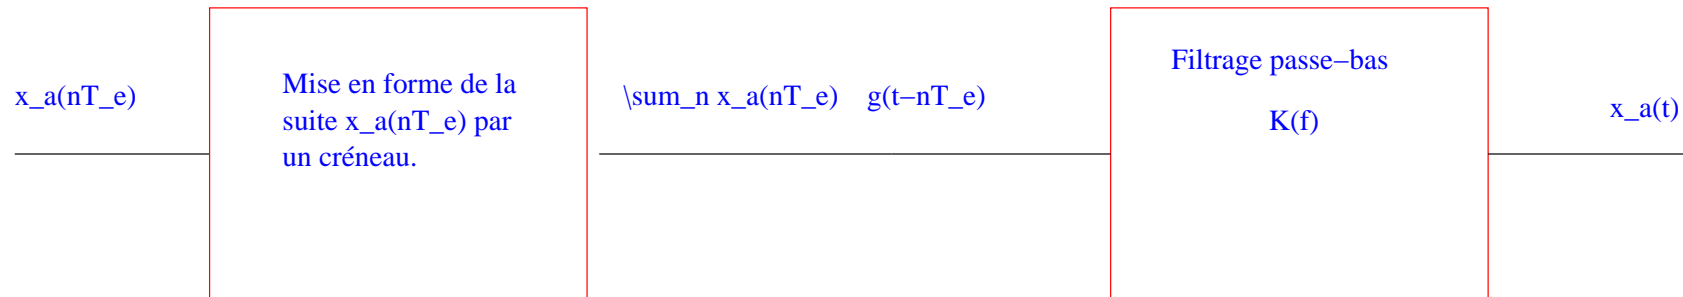 x_a(nT_e)
Mise en forme de la
suite x_a(nT_e) par
un créneau.
\sum_n x_a(nT_e) g(t−nT_e)
Filtrage passe−bas
K(f)
x_a(t)